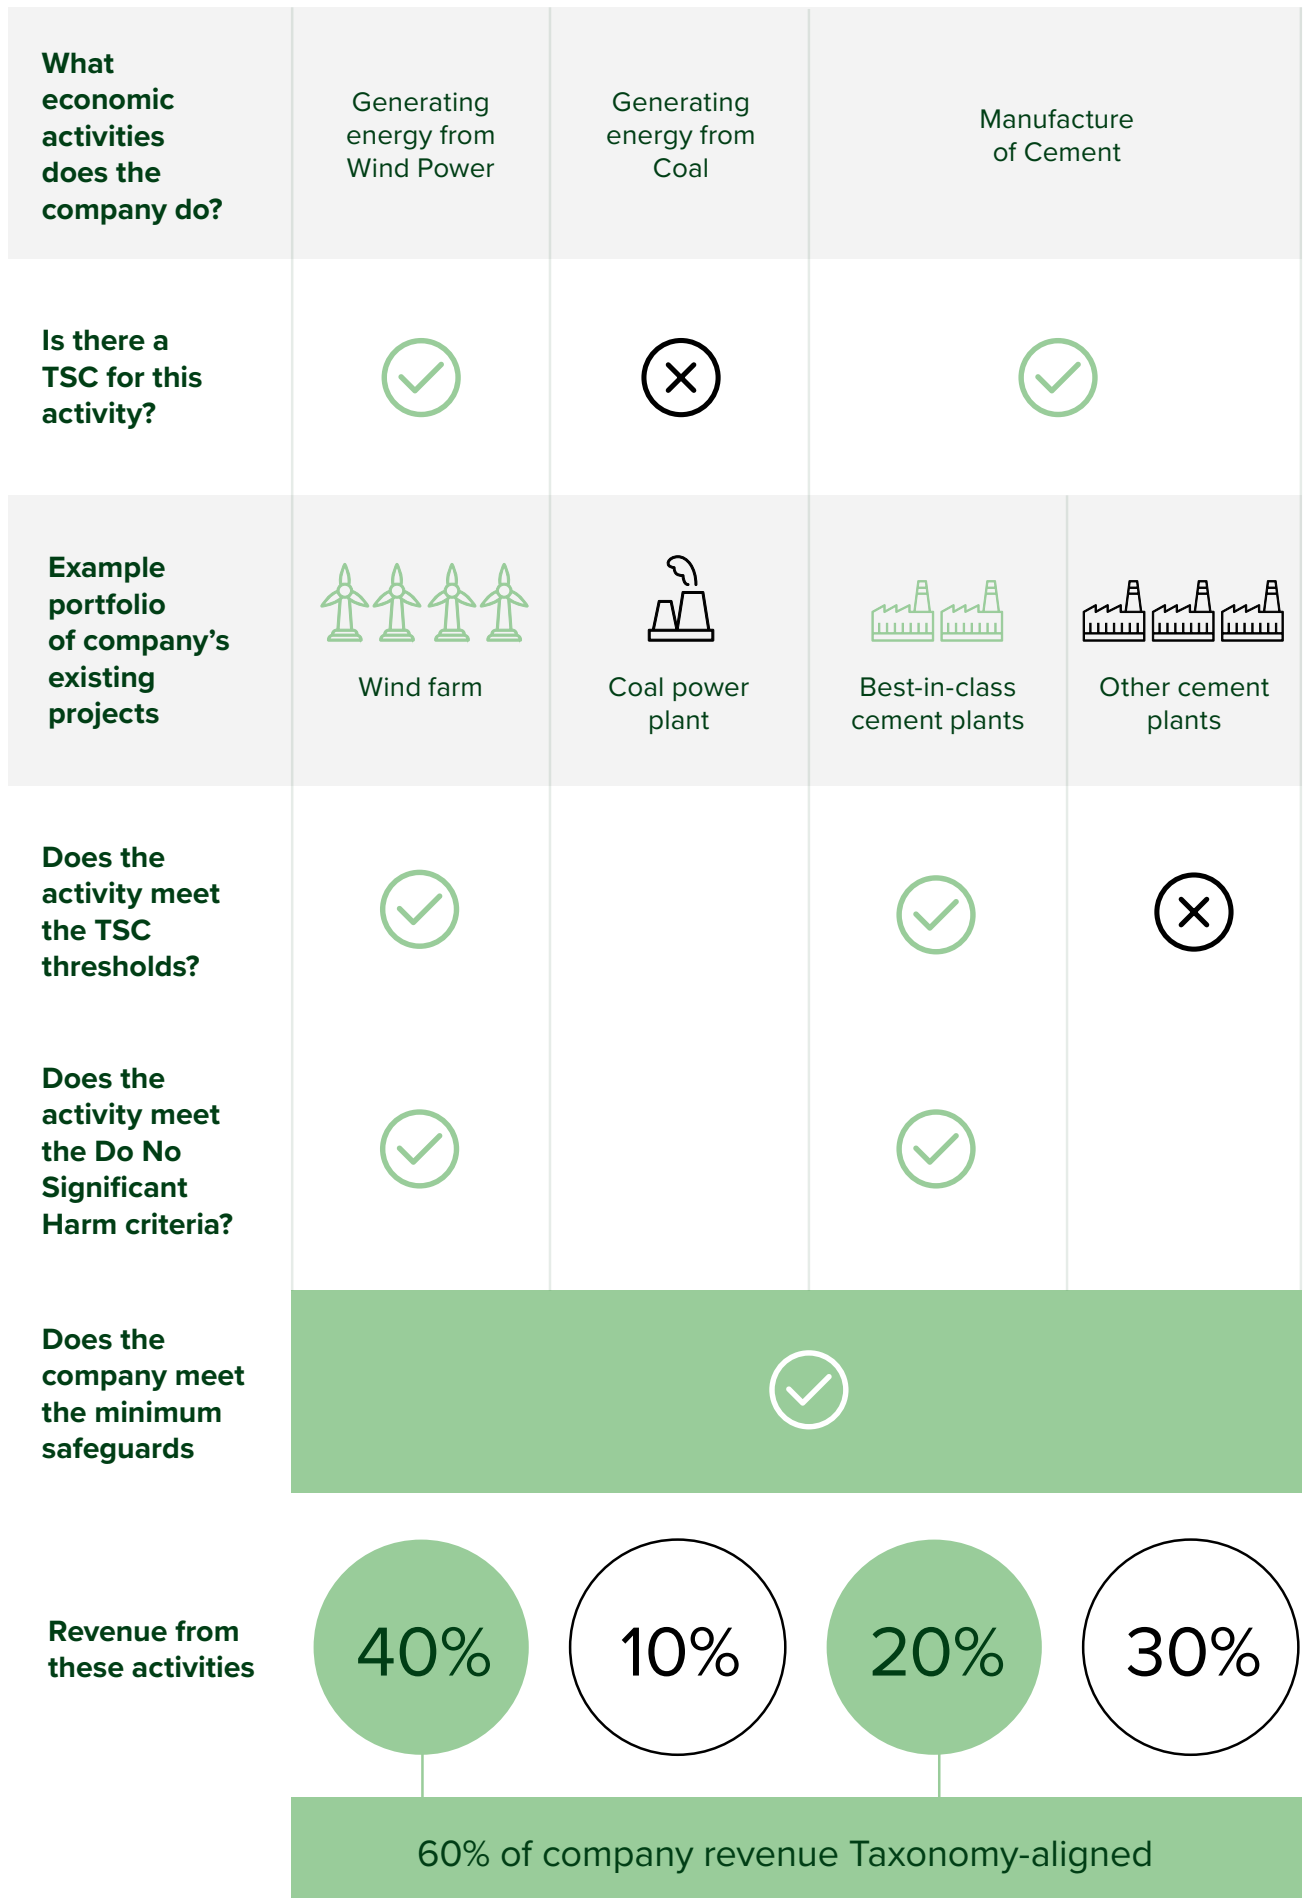 What
economic
activities
does the
company do?
Generating
energy from
Wind Power
Generating
energy from
Coal
Manufacture
of Cement
Is there a
TSC for this
activity?
Example
portfolio
of company’s
existing
projects
Wind farm
Coal power
plant
Best-in-class
cement plants
Other cement
plants
Does the
activity meet
the TSC
thresholds?
Does the
activity meet
the Do No
Significant
Harm criteria?
Does the
company meet
the minimum
safeguards
Revenue from
these activities
40%
10%
20%
30%
60% of company revenue Taxonomy-aligned